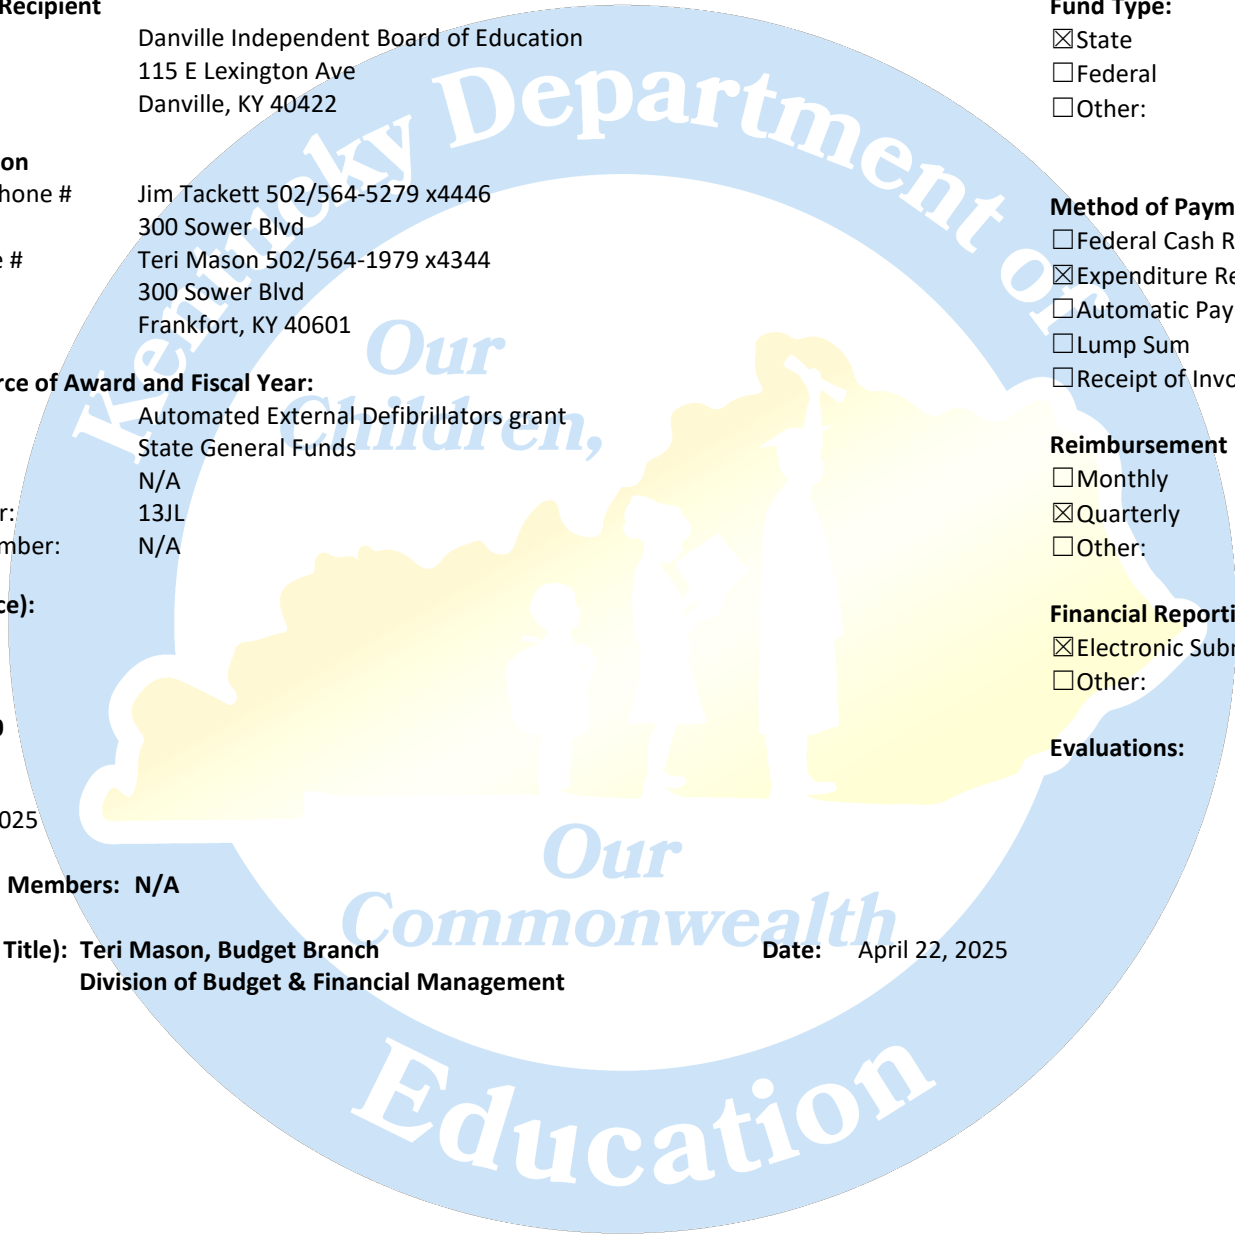 Recipient
Danville Independent Board of Education
115 E Lexington Ave
Danville, KY 40422
on
hone # Jim Tackett 502/564-5279 x4446
300 Sower Blvd
e # Teri Mason 502/564-1979 x4344
300 Sower Blvd
Frankfort, KY 40601
rce of Award and Fiscal Year:
Automated External Defibrillators grant
State General Funds
N/A
r: 13JL
mber: N/A
ce):
0
025
Members: N/A
Title): Teri Mason, Budget Branch
Division of Budget & Financial Management
Date: April 22, 2025
Fund Type:
☒State
☐Federal
☐Other:
Method of Paym
☐Federal Cash R
☒Expenditure Re
☐Automatic Pay
☐Lump Sum
☐Receipt of Invo
Reimbursement
☐Monthly
☒Quarterly
☐Other:
Financial Reporti
☒Electronic Subr
☐Other:
Evaluations:
Kentucky Department of
Education
Our
Children,
Our
Commonwealth